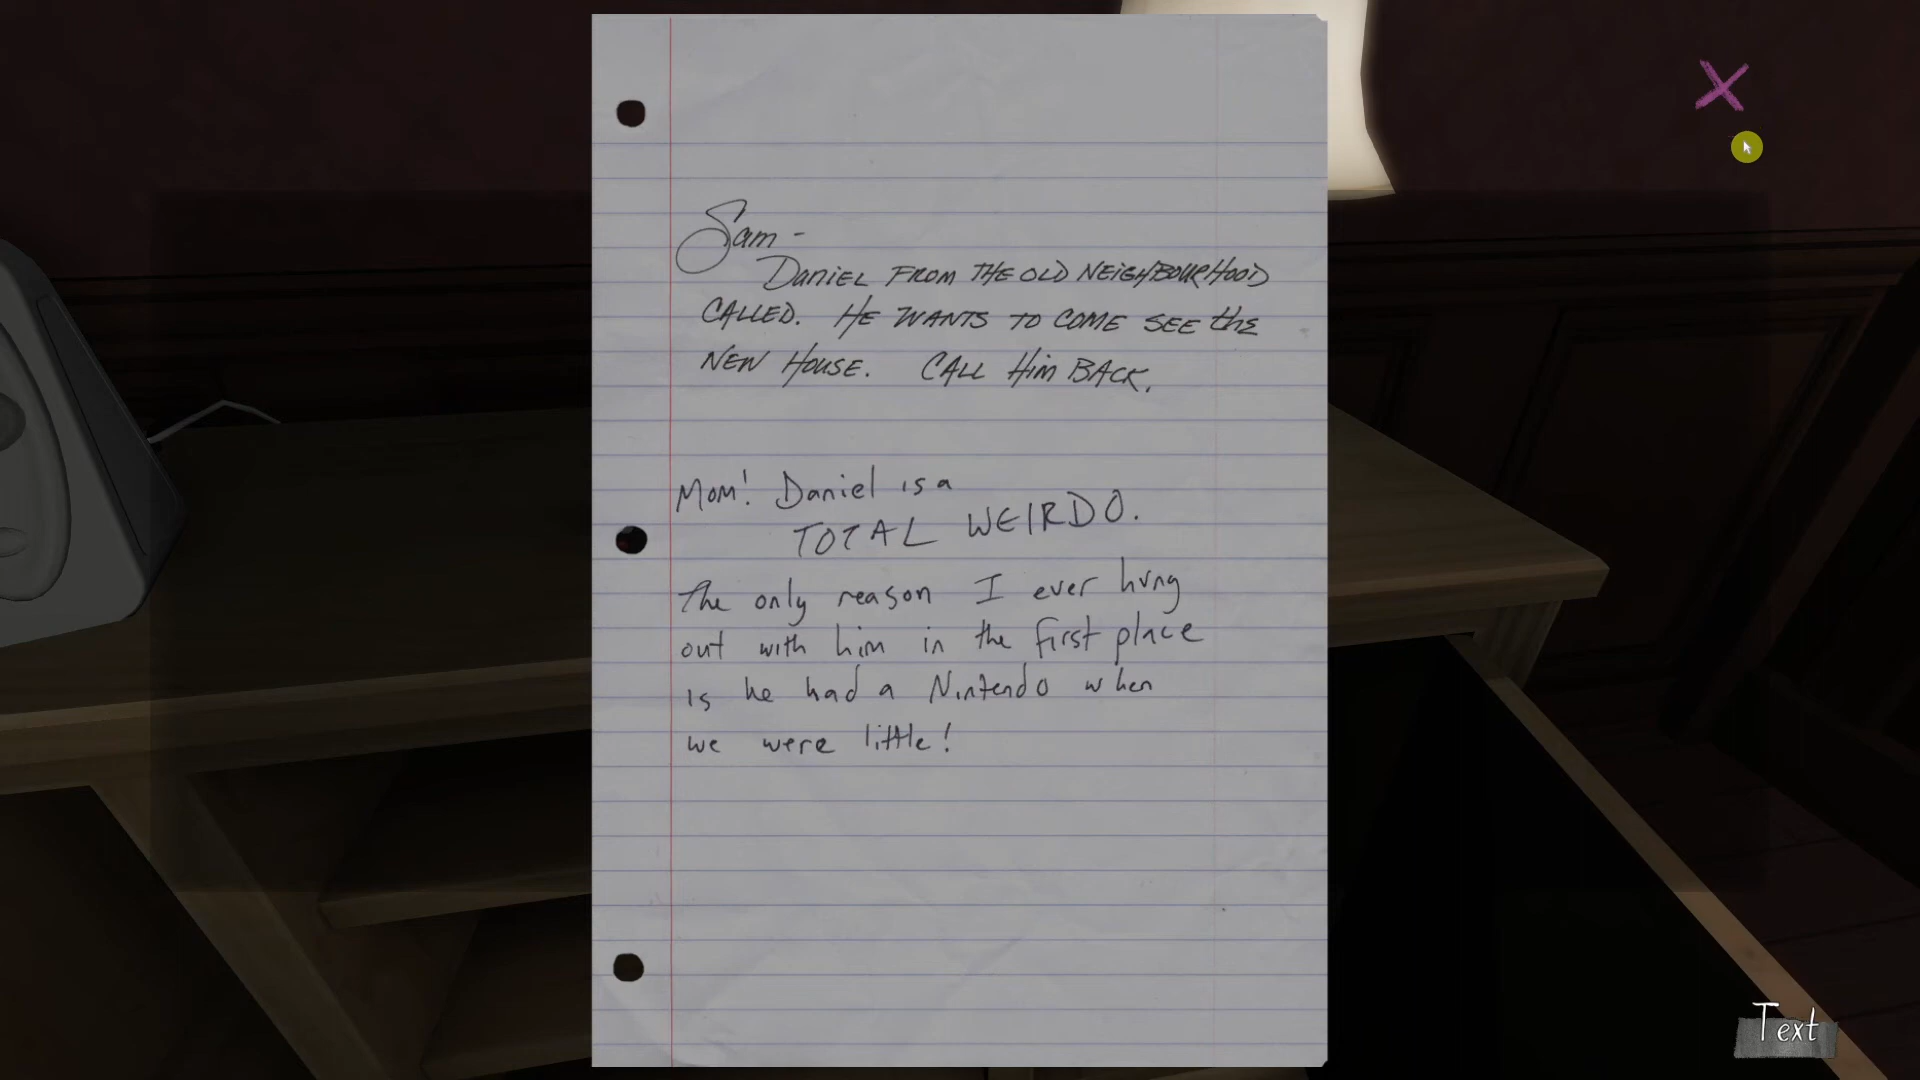 Sam -
DANIEL FROM THE OLD NEIGHBOURHOOD
CALLED. HE WANTS TO COME SEE the
NEW HOUSE. CALL HIM BACK.
Mom! Daniel is a
TOTAL WEIRDO.
The only reason I ever hung
out with him in the first place
is he had a Nintendo when
we were little!
Text